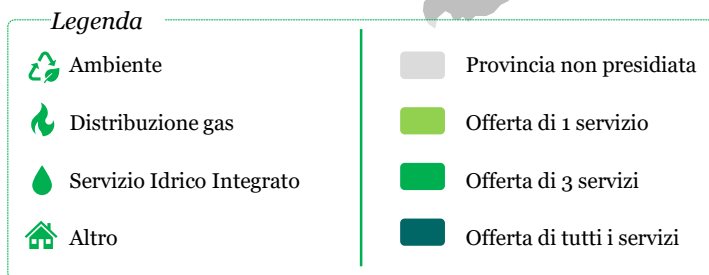 Legenda
Ambiente
Distribuzione gas
Servizio Idrico Integrato
Altro
Provincia non presidiata
Offerta di 1 servizio
Offerta di 3 servizi
Offerta di tutti i servizi